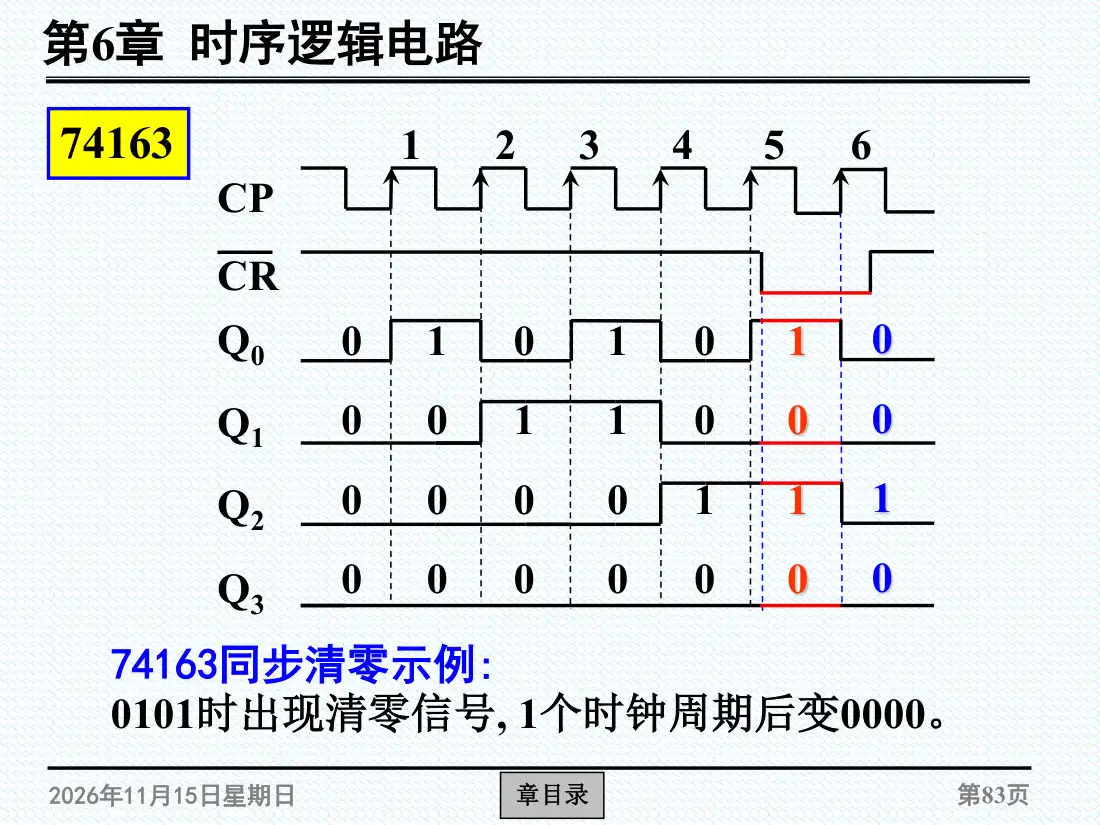 第6章 时序逻辑电路
74163
1 2 3 4 5 6
CP
CR
Q0 0 1 0 1 0 1 0
Q1 0 0 1 1 0 0 0
Q2 0 0 0 0 1 1 1
Q3 0 0 0 0 0 0 0
74163同步清零示例:
0101时出现清零信号, 1个时钟周期后变0000。
2026年11月15日星期日
章目录
第83页